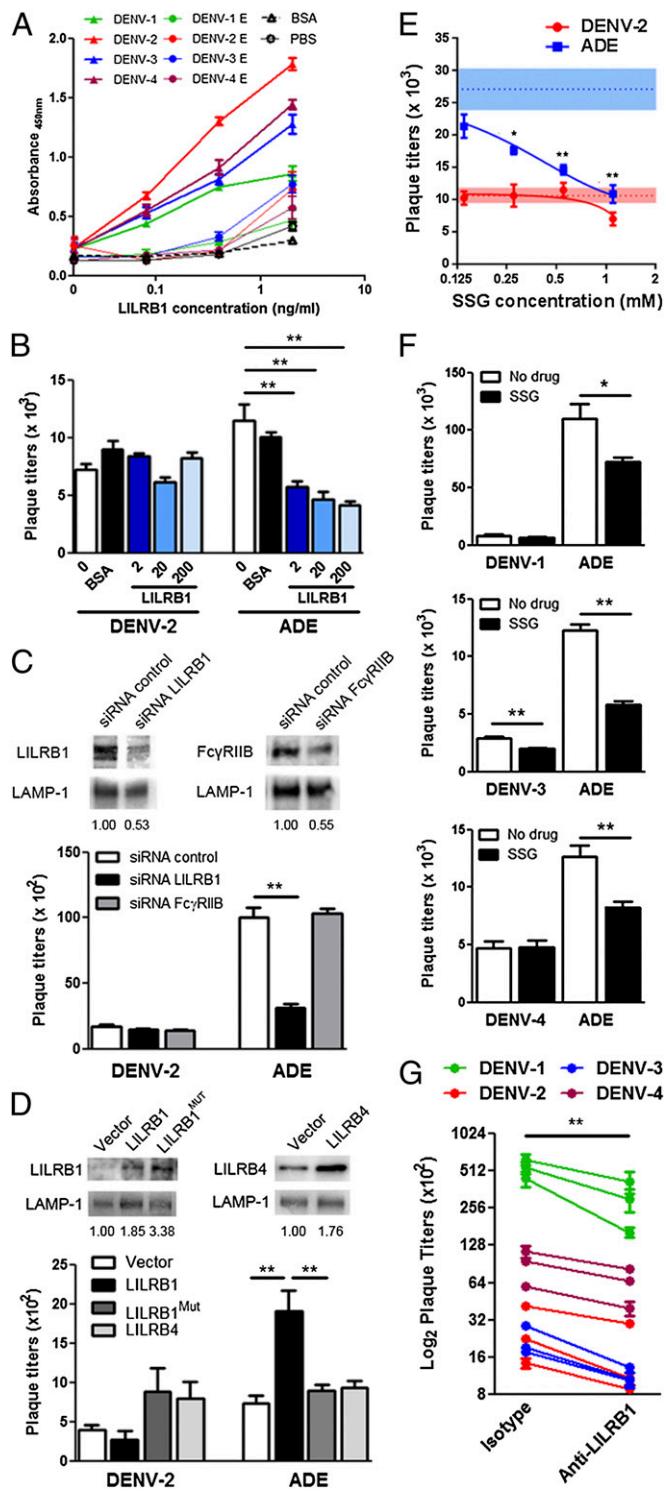 A
DENV-1
DENV-2
DENV-3
DENV-4
DENV-1 E
DENV-2 E
DENV-3 E
DENV-4 E
BSA
PBS
Absorbance 450nm
2.0
1.5
1.0
0.5
0.0
0 0.1 1 10
LILRB1 concentration (ng/ml)
E
DENV-2
ADE
Plaque titers (x 10³)
35
30
25
20
15
10
5
0
* ** **
0.125 0.25 0.5 1 2
SSG concentration (mM)
B
**
**
**
Plaque titers (x 10³)
15
10
5
0
0 BSA 2 20 200 0 BSA 2 20 200
LILRB1 LILRB1
DENV-2 ADE
C
siRNA control
siRNA LILRB1
siRNA control
siRNA FcγRIIB
LILRB1
FcγRIIB
LAMP-1
LAMP-1
1.00 0.53
1.00 0.55
siRNA control
siRNA LILRB1
siRNA FcγRIIB
**
Plaque titers (x 10²)
150
100
50
0
DENV-2 ADE
D
Vector
LILRB1
LILRB1ᴹᵁᵀ
Vector
LILRB4
LILRB1
LILRB4
LAMP-1
LAMP-1
1.00 1.85 3.38
1.00 1.76
Vector
LILRB1
LILRB1ᴹᵘᵗ
LILRB4
** **
Plaque titers (x10²)
25
20
15
10
5
0
DENV-2 ADE
F
No drug
SSG
*
Plaque titers (x 10³)
150
100
50
0
DENV-1 ADE
No drug
SSG
**
**
Plaque titers (x 10³)
15
10
5
0
DENV-3 ADE
No drug
SSG
**
Plaque titers (x 10³)
15
10
5
0
DENV-4 ADE
G
DENV-1
DENV-2
DENV-3
DENV-4
**
Log₂ Plaque Titers (x10²)
1024
512
256
128
64
32
16
8
Isotype
Anti-LILRB1